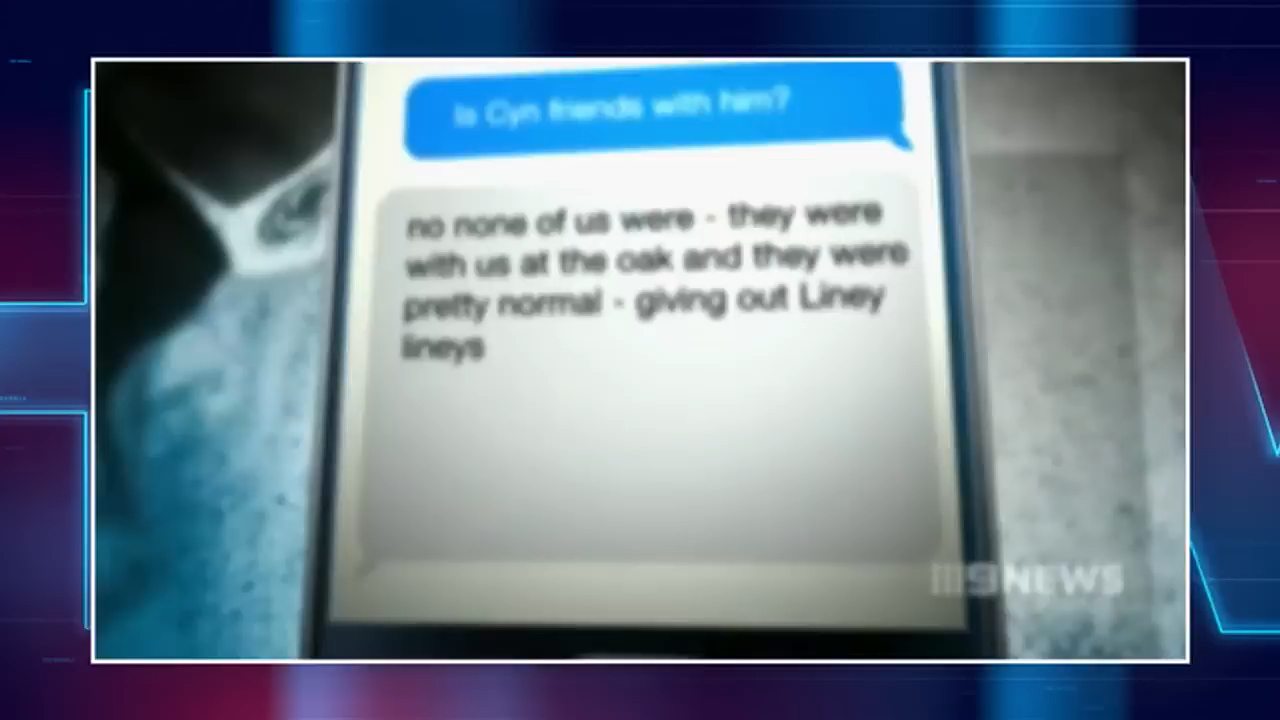 Is Cyn friends with him?
no none of us were - they were
with us at the oak and they were
pretty normal - giving out Liney
lineys
9NEWS